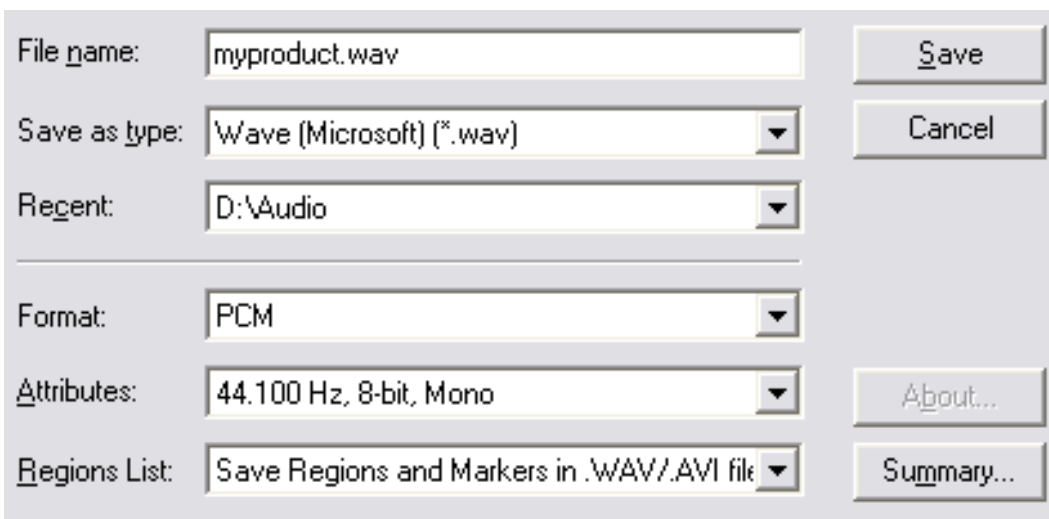 File name: myproduct.wav Save
Save as type: Wave (Microsoft) (*.wav) Cancel
Recent: D:\Audio
Format: PCM
Attributes: 44.100 Hz, 8-bit, Mono About...
Regions List: Save Regions and Markers in .WAV/.AVI file Summary...